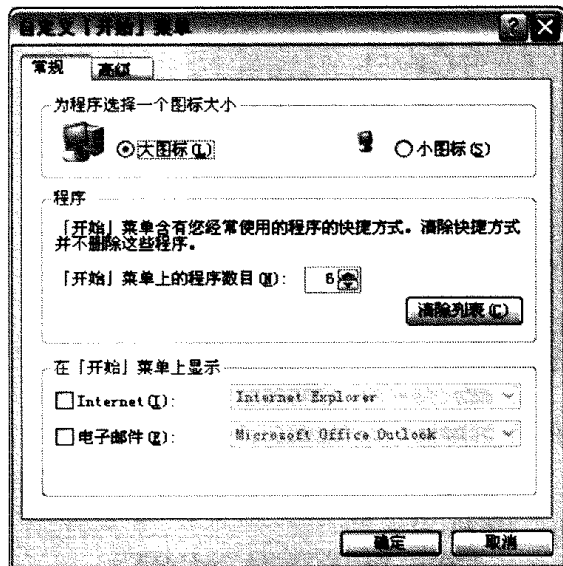 自定义「开始」菜单
常规 高级
为程序选择一个图标大小
大图标(L) 小图标(S)
程序
「开始」菜单含有您经常使用的程序的快捷方式。清除快捷方式
并不删除这些程序。
「开始」菜单上的程序数目(N): 6
清除列表(C)
在「开始」菜单上显示
Internet(I): Internet Explorer
电子邮件(E): Microsoft Office Outlook
确定 取消